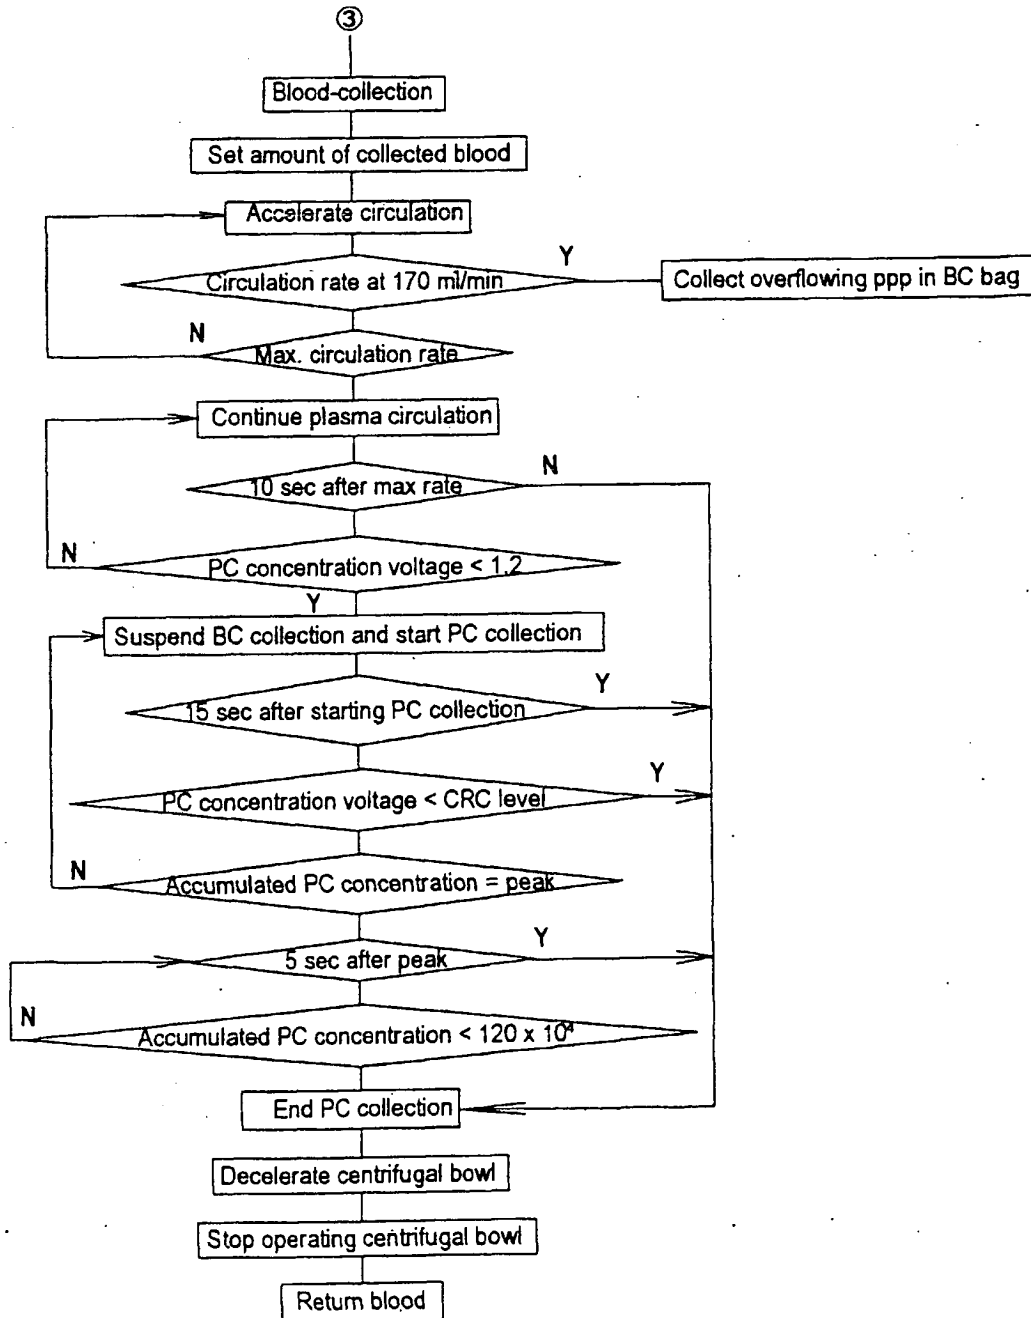 ③
Blood-collection
Set amount of collected blood
Accelerate circulation
Y
Circulation rate at 170 ml/min
Collect overflowing ppp in BC bag
N
Max. circulation rate
Continue plasma circulation
N
10 sec after max rate
N
PC concentration voltage < 1.2
Y
Suspend BC collection and start PC collection
Y
15 sec after starting PC collection
Y
PC concentration voltage < CRC level
N
Accumulated PC concentration = peak
Y
5 sec after peak
N
Accumulated PC concentration < 120 x 10⁴
End PC collection
Decelerate centrifugal bowl
Stop operating centrifugal bowl
Return blood